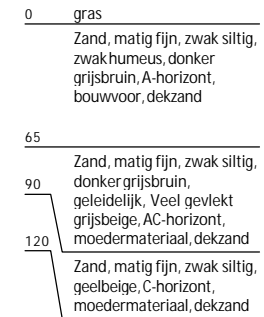 0 gras
Zand, matig fijn, zwak siltig,
zwak humeus, donker
grijsbruin, A-horizont,
bouwvoor, dekzand
65
Zand, matig fijn, zwak siltig,
90 donker grijsbruin,
geleidelijk, Veel gevlekt
grijsbeige, AC-horizont,
120 moedermateriaal, dekzand
Zand, matig fijn, zwak siltig,
geelbeige, C-horizont,
moedermateriaal, dekzand